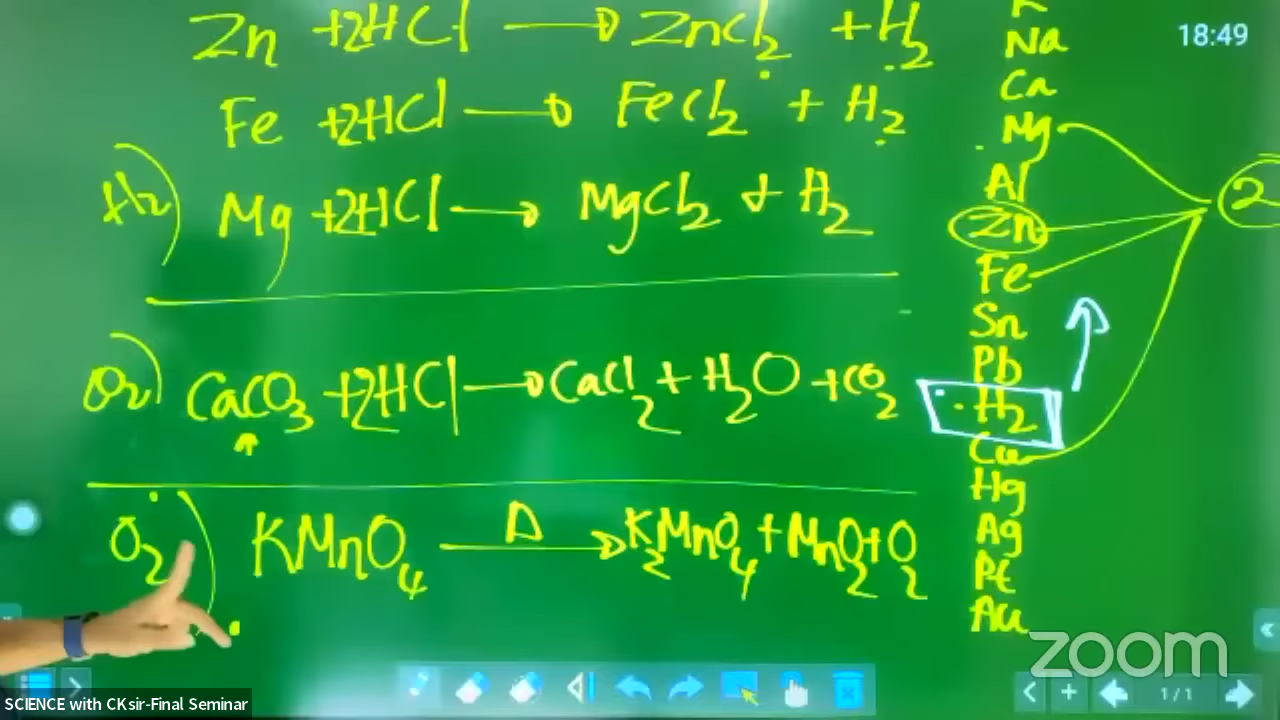 Zn +2HCl → ZnCl₂ + H₂
Fe +2HCl → FeCl₂ + H₂
H₂) Mg +2HCl → MgCl₂ + H₂
CaCO₃ +2HCl → CaCl₂ + H₂O + CO₂
O₂) KMnO₄ Δ → K₂MnO₄ + MnO₂ + O₂
K
Na
Ca
Mg
Al
Zn
Fe
Sn
Pb
H₂
Cu
Hg
Ag
Pt
Au
2
18:49
zoom
1/1
SCIENCE with CKsir-Final Seminar